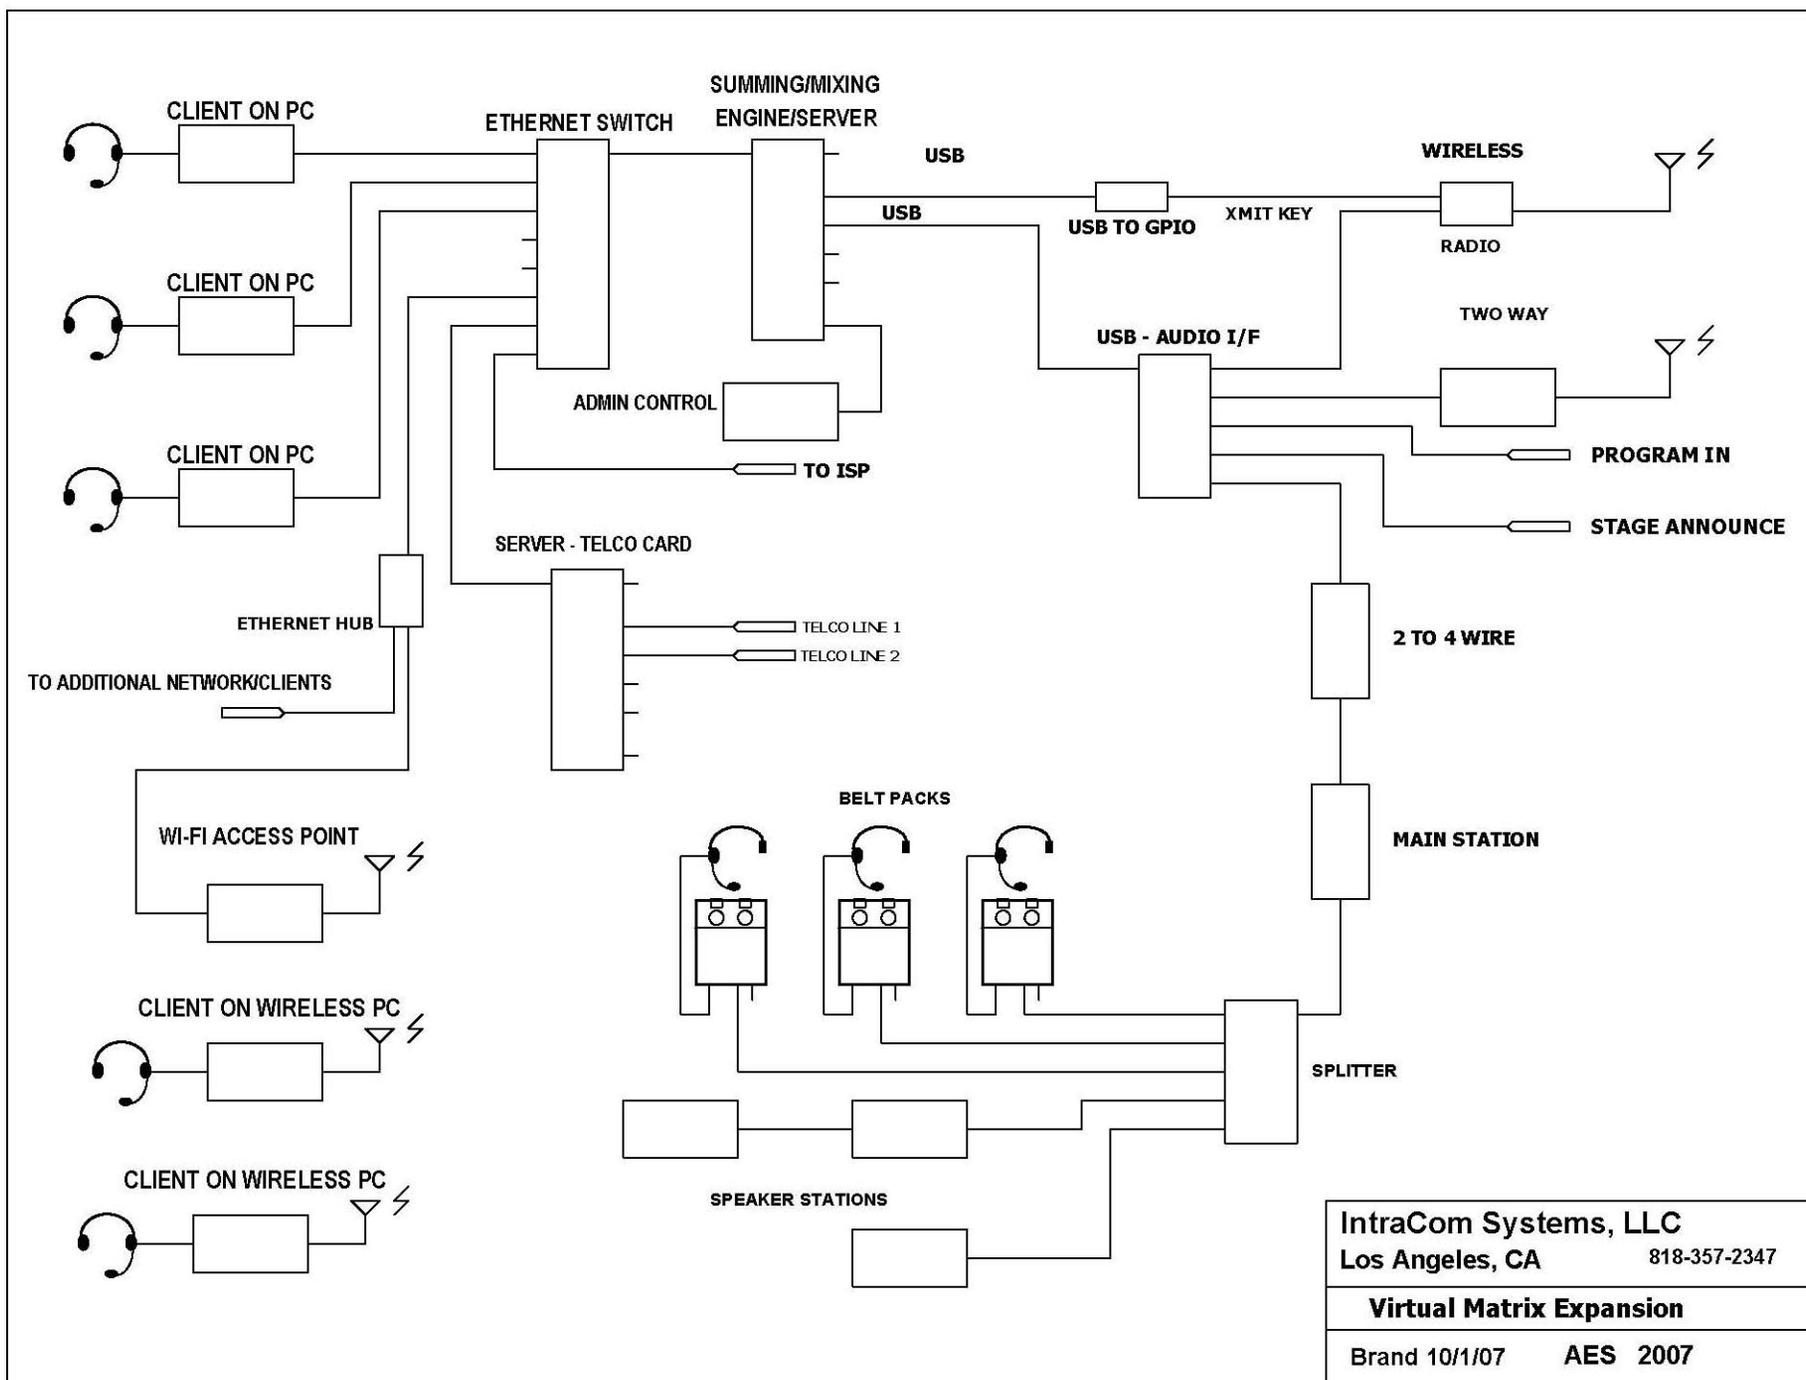 SUMMING/MIXING
ENGINE/SERVER
CLIENT ON PC
ETHERNET SWITCH
USB
WIRELESS
USB
USB TO GPIO
XMIT KEY
RADIO
CLIENT ON PC
TWO WAY
USB - AUDIO I/F
ADMIN CONTROL
CLIENT ON PC
TO ISP
PROGRAM IN
STAGE ANNOUNCE
SERVER - TELCO CARD
ETHERNET HUB
TELCO LINE 1
TELCO LINE 2
2 TO 4 WIRE
TO ADDITIONAL NETWORK/CLIENTS
BELT PACKS
WI-FI ACCESS POINT
MAIN STATION
CLIENT ON WIRELESS PC
SPLITTER
CLIENT ON WIRELESS PC
SPEAKER STATIONS
IntraCom Systems, LLC
Los Angeles, CA 818-357-2347
Virtual Matrix Expansion
Brand 10/1/07 AES 2007